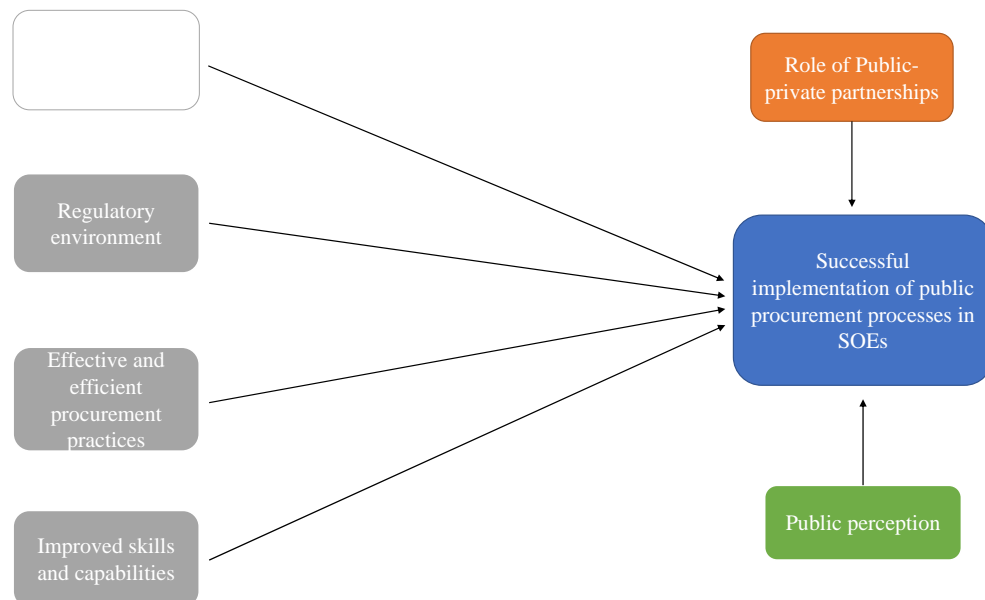 Role of Public-
private partnerships
Regulatory
environment
Successful
implementation of public
procurement processes in
SOEs
Effective and
efficient
procurement
practices
Improved skills
and capabilities
Public perception